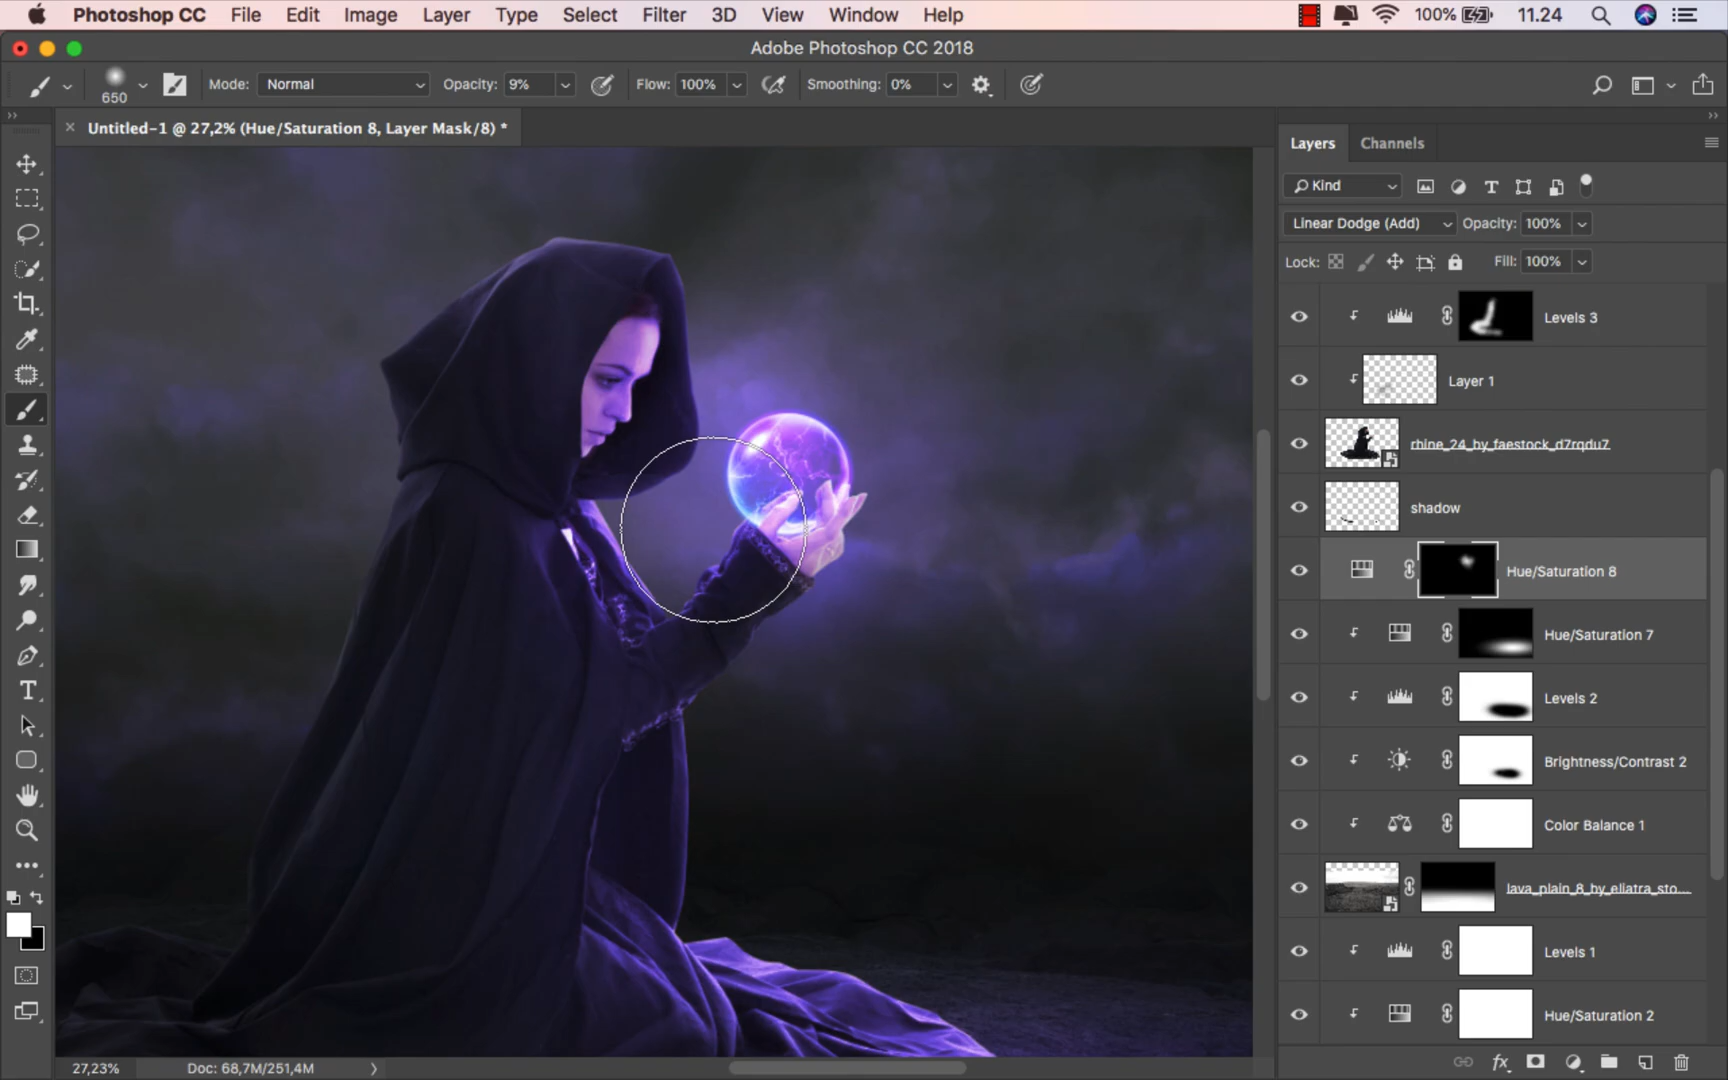 Photoshop CC File Edit Image Layer Type Select Filter 3D View Window Help 100% 11.24
Adobe Photoshop CC 2018
650 Mode: Normal Opacity: 9% Flow: 100% Smoothing: 0%
Untitled-1 @ 27,2% (Hue/Saturation 8, Layer Mask/8) *
Layers Channels
Kind
Linear Dodge (Add) Opacity: 100%
Lock: Fill: 100%
Levels 3
Layer 1
rhine_24_by_faestock_d7rqdu7
shadow
Hue/Saturation 8
Hue/Saturation 7
Levels 2
Brightness/Contrast 2
Color Balance 1
lava_plain_8_by_eliatra_sto...
Levels 1
Hue/Saturation 2
27,23% Doc: 68,7M/251,4M